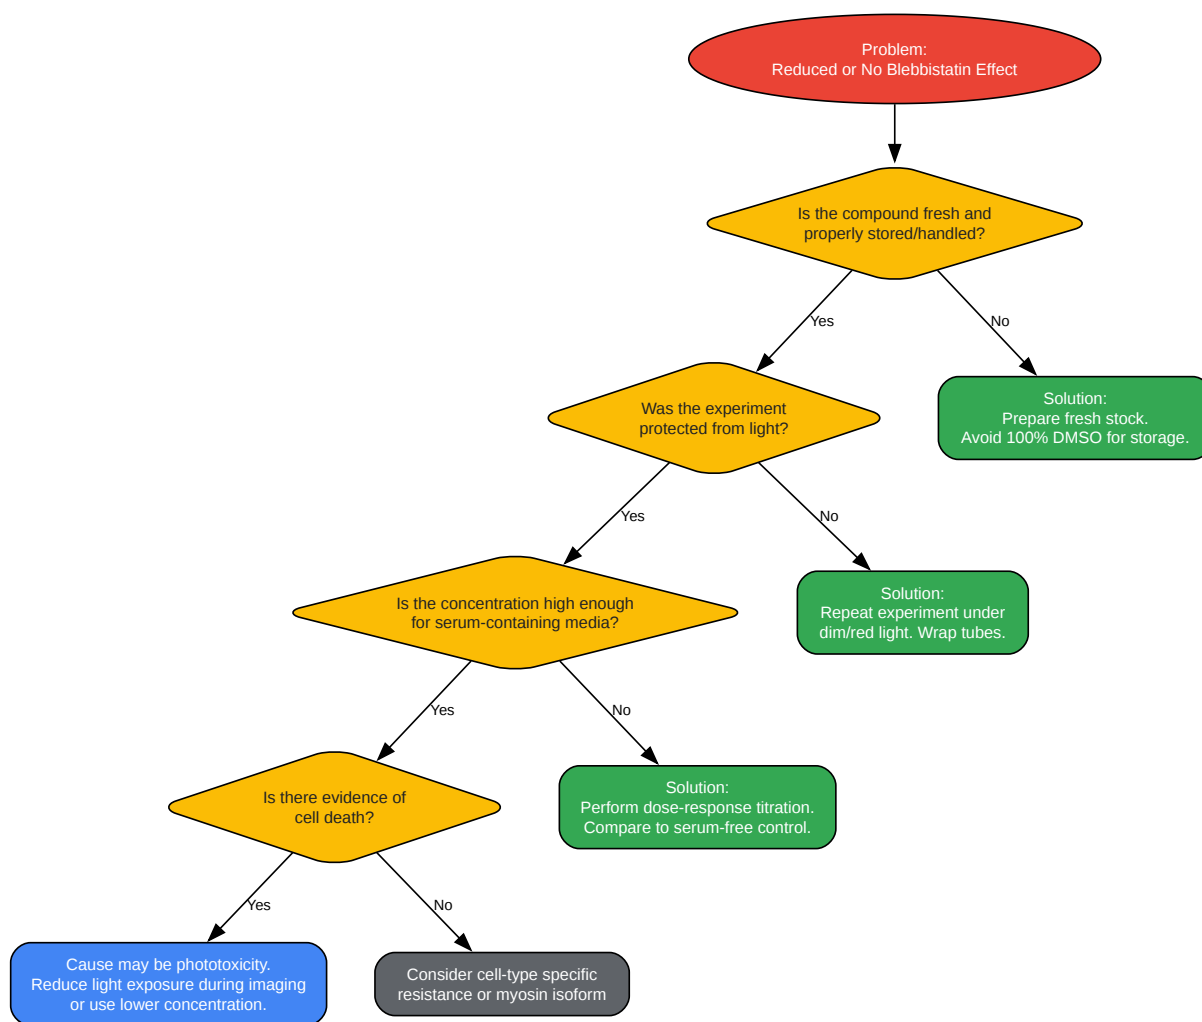 Problem:
Reduced or No Blebbistatin Effect
Is the compound fresh and
properly stored/handled?
Yes
No
Solution:
Prepare fresh stock.
Avoid 100% DMSO for storage.
Was the experiment
protected from light?
Yes
No
Solution:
Repeat experiment under
dim/red light. Wrap tubes.
Is the concentration high enough
for serum-containing media?
Yes
No
Solution:
Perform dose-response titration.
Compare to serum-free control.
Is there evidence of
cell death?
Yes
No
Cause may be phototoxicity.
Reduce light exposure during imaging
or use lower concentration.
Consider cell-type specific
resistance or myosin isoform